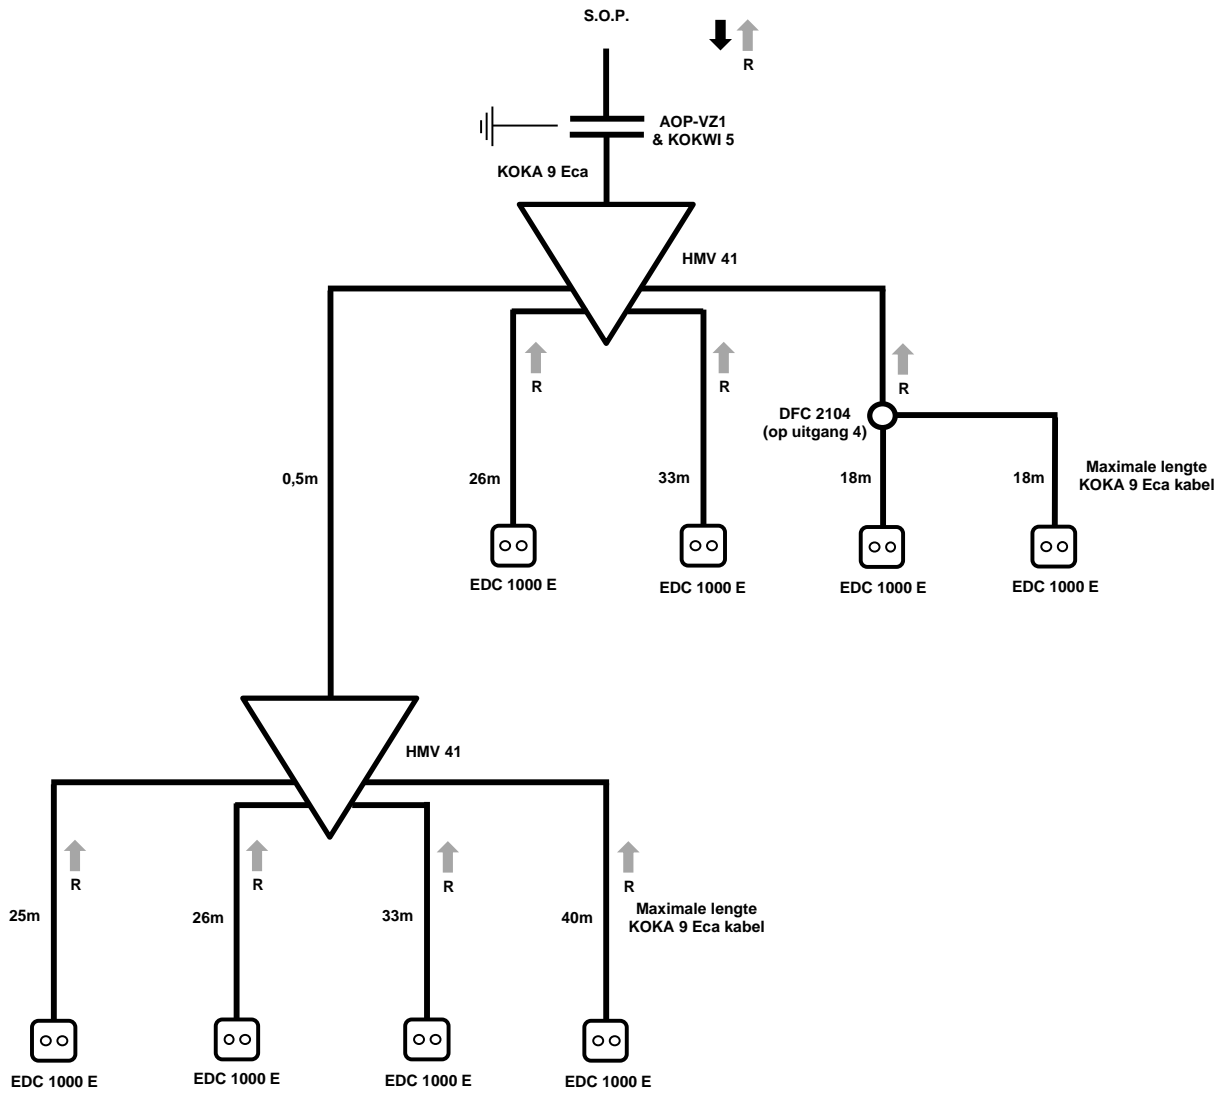 S.O.P.
R
AOP-VZ1
& KOKWI 5
KOKA 9 Eca
HMV 41
R
R
R
DFC 2104
(op uitgang 4)
0,5m
26m
33m
18m
18m
Maximale lengte
KOKA 9 Eca kabel
EDC 1000 E
EDC 1000 E
EDC 1000 E
EDC 1000 E
HMV 41
R
R
R
R
25m
26m
33m
40m
Maximale lengte
KOKA 9 Eca kabel
EDC 1000 E
EDC 1000 E
EDC 1000 E
EDC 1000 E